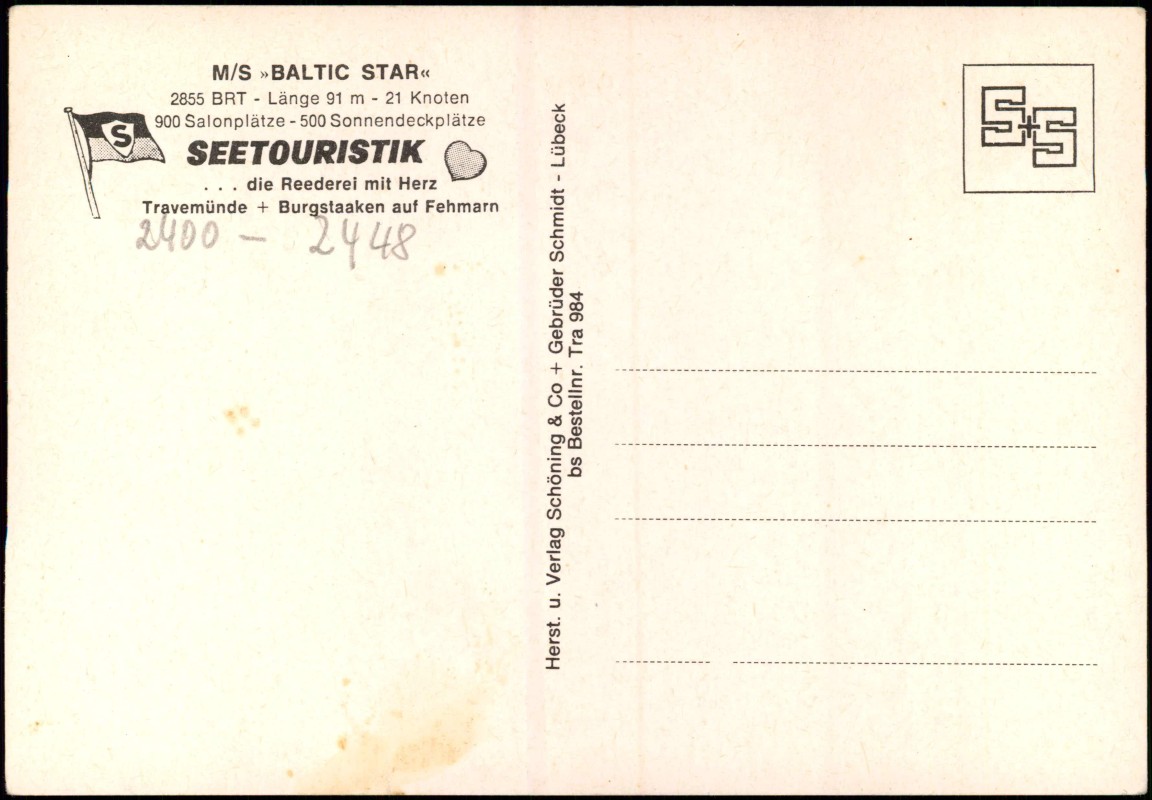 M/S »BALTIC STAR«
2855 BRT - Länge 91 m - 21 Knoten
900 Salonplätze - 500 Sonnendeckplätze
S
SEETOURISTIK
. . . die Reederei mit Herz
Travemünde + Burgstaaken auf Fehmarn
2400 – 2448
Herst. u. Verlag Schöning & Co + Gebrüder Schmidt - Lübeck
bs Bestellnr. Tra 984
S+S